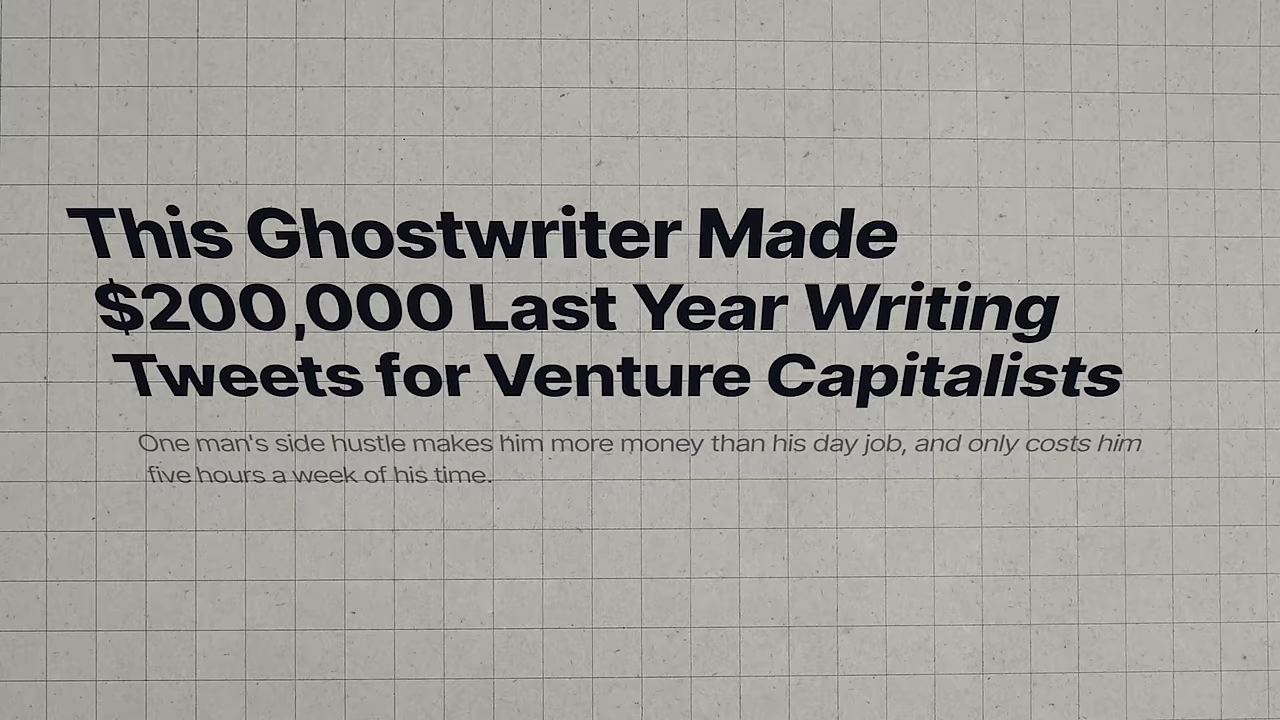 This Ghostwriter Made
$200,000 Last Year Writing
Tweets for Venture Capitalists
One man's side hustle makes him more money than his day job, and only costs him
five hours a week of his time.